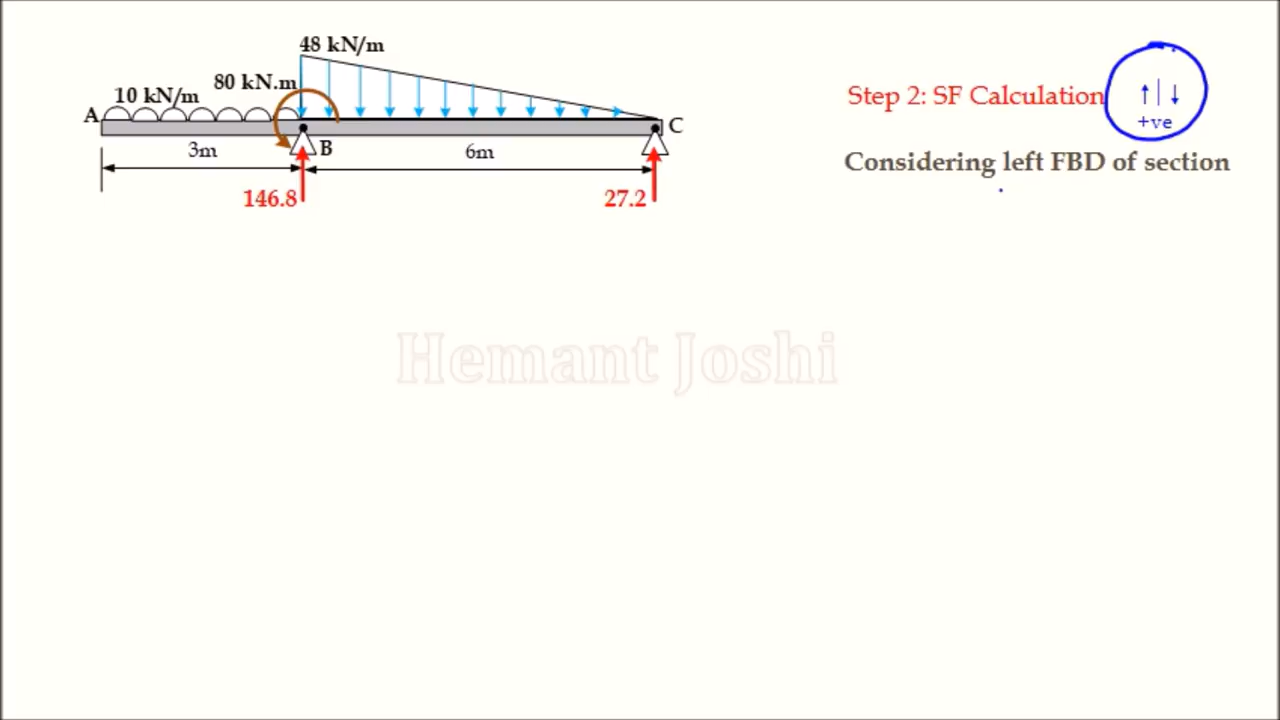 48 kN/m
80 kN.m
10 kN/m
A
B
C
3m
6m
146.8
27.2
Step 2: SF Calculation
↑|↓
+ve
Considering left FBD of section
Hemant Joshi